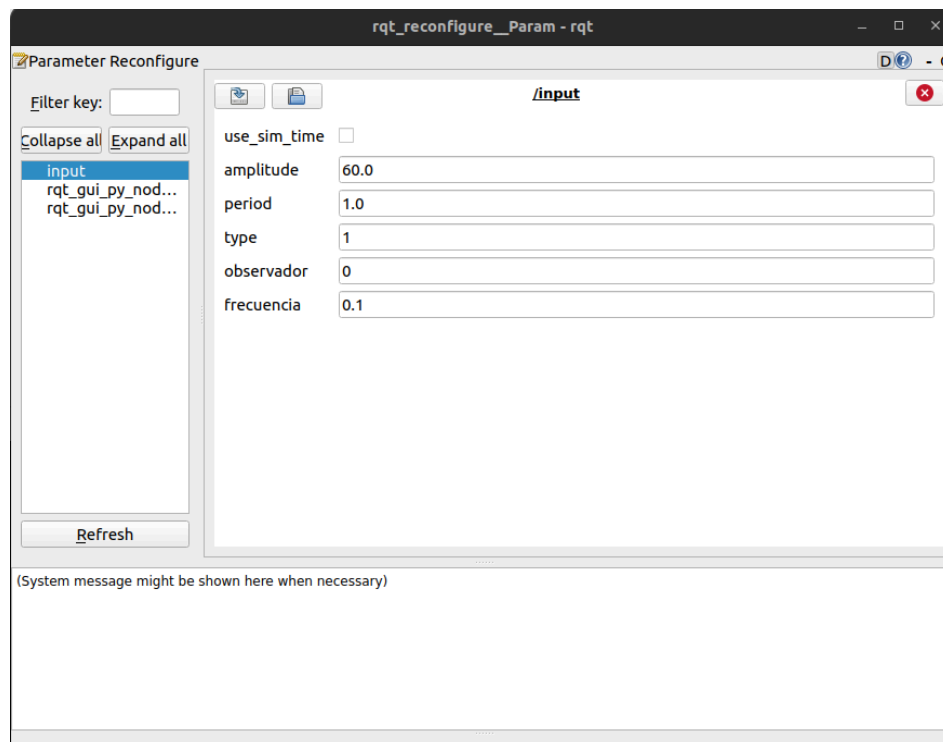 rqt_reconfigure__Param - rqt
Parameter Reconfigure
D
Filter key:
Collapse all Expand all
input
rqt_gui_py_nod...
rqt_gui_py_nod...
Refresh
/input
use_sim_time
amplitude 60.0
period 1.0
type 1
observador 0
frecuencia 0.1
(System message might be shown here when necessary)